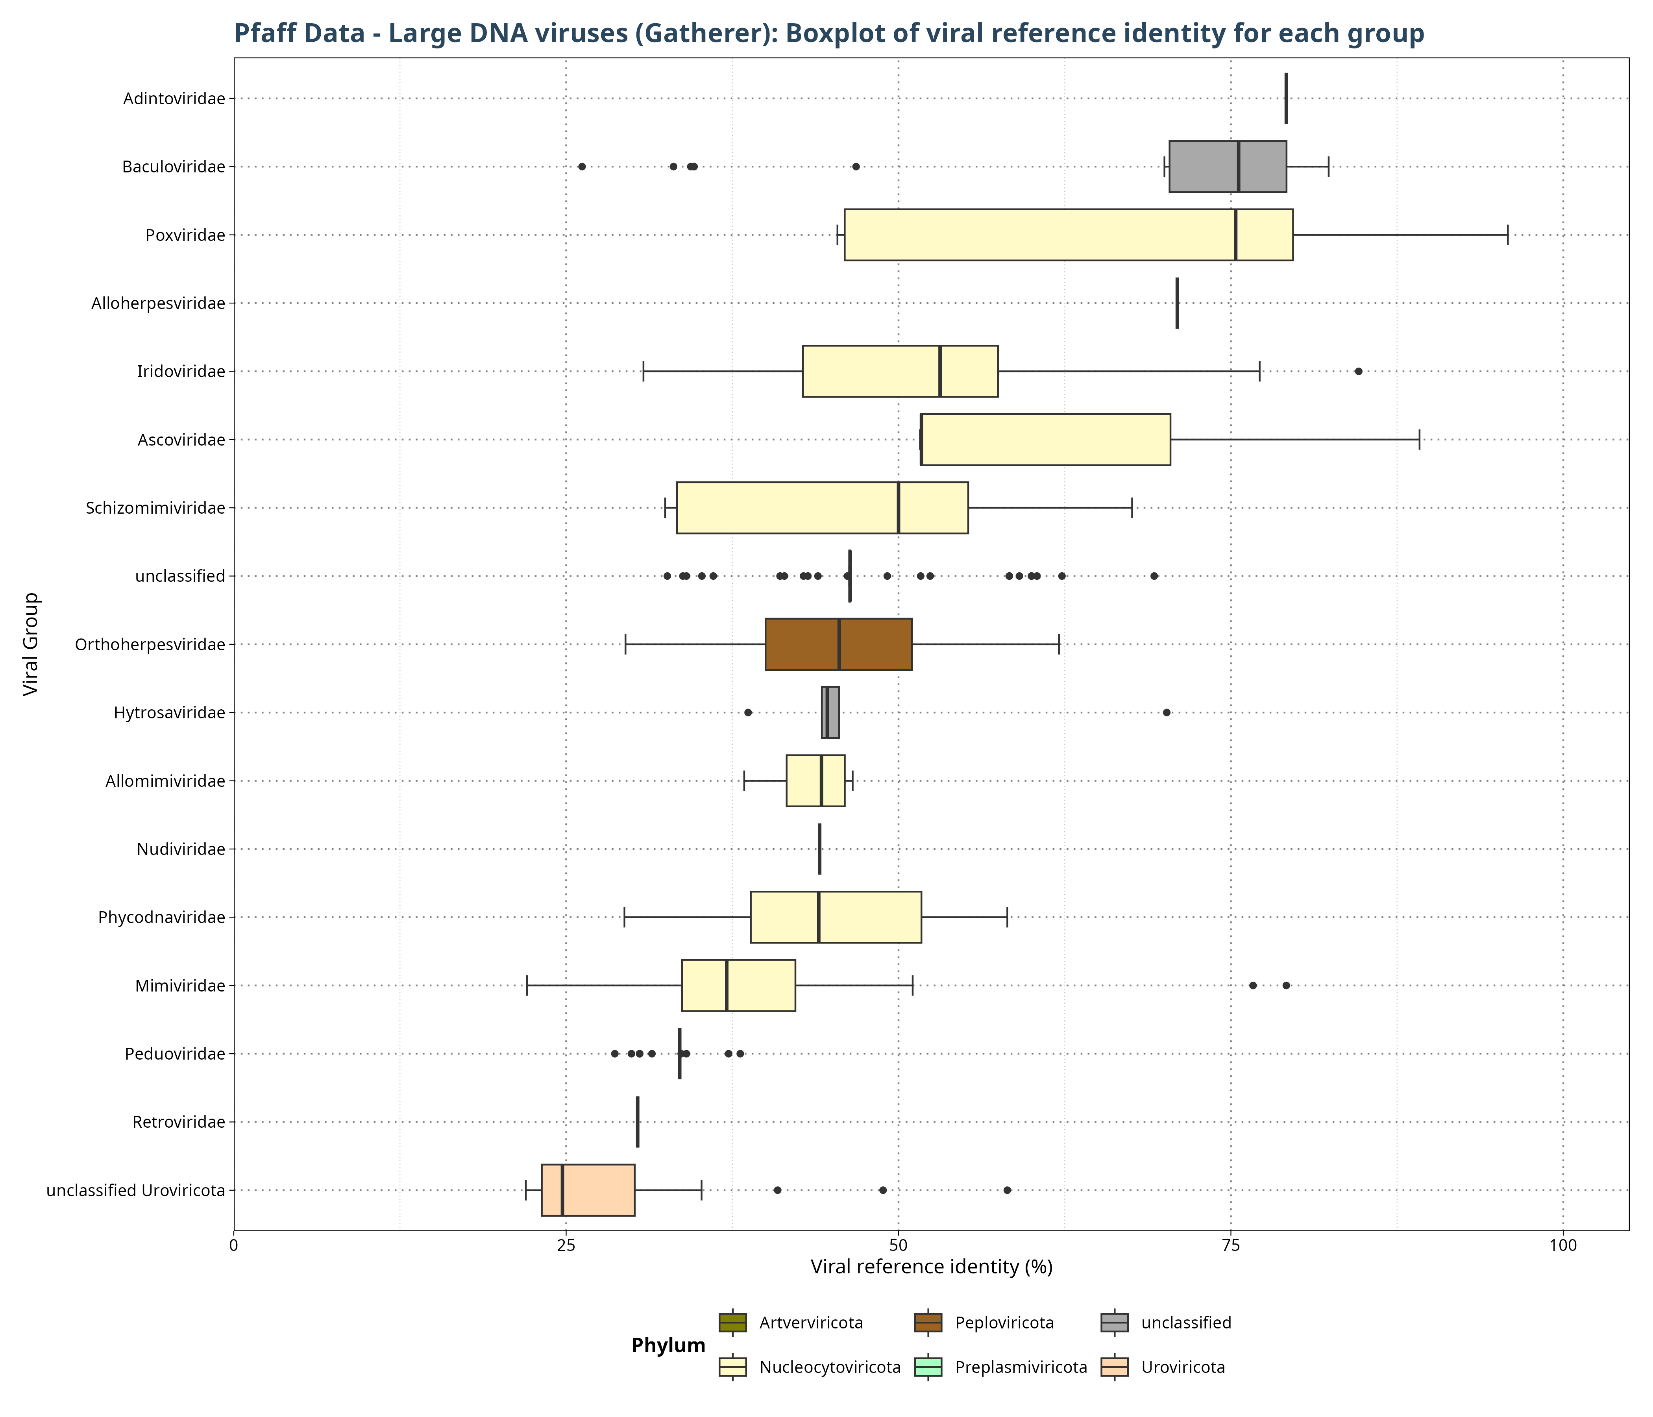 Pfaff Data - Large DNA viruses (Gatherer): Boxplot of viral reference identity for each group
Viral Group
Adintoviridae
Baculoviridae
Poxviridae
Alloherpesviridae
Iridoviridae
Ascoviridae
Schizomimiviridae
unclassified
Orthoherpesviridae
Hytrosaviridae
Allomimiviridae
Nudiviridae
Phycodnaviridae
Mimiviridae
Peduoviridae
Retroviridae
unclassified Uroviricota
0 25 50 75 100
Viral reference identity (%)
Phylum
Artverviricota Peploviricota unclassified
Nucleocytoviricota Preplasmiviricota Uroviricota